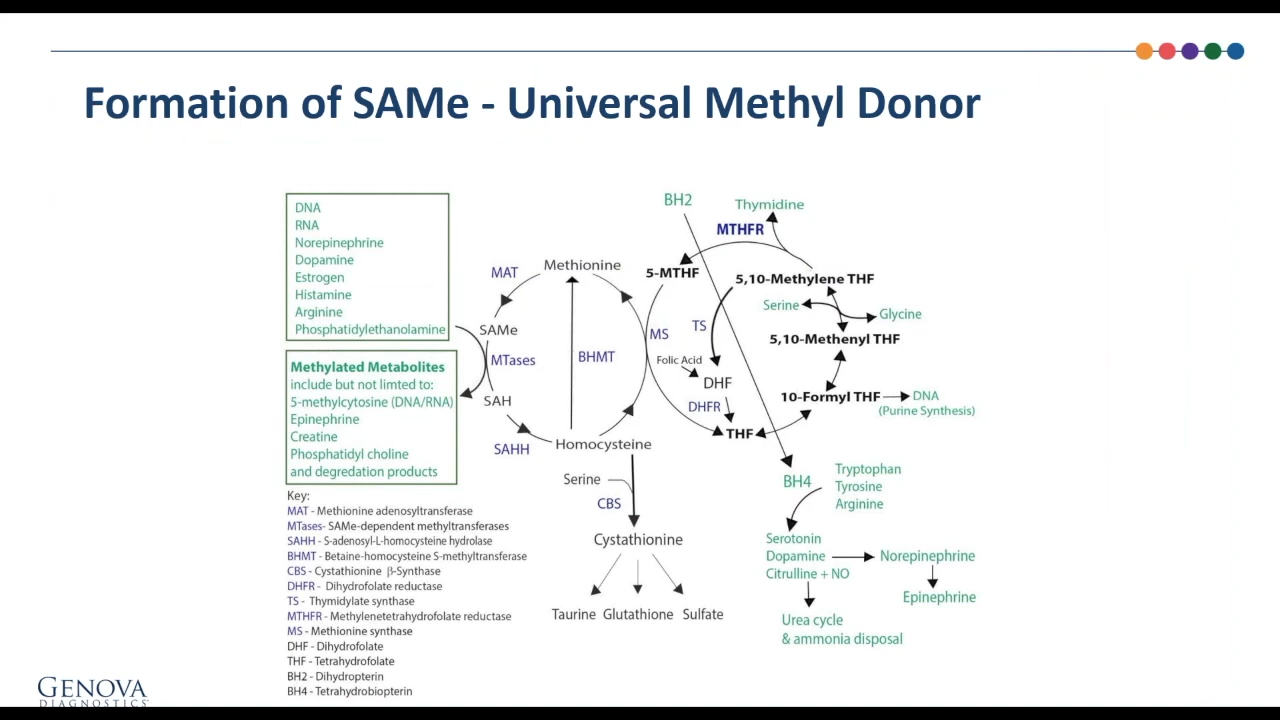 Formation of SAMe - Universal Methyl Donor
DNA
RNA
Norepinephrine
Dopamine
Estrogen
Histamine
Arginine
Phosphatidylethanolamine
Methylated Metabolites
include but not limted to:
5-methylcytosine (DNA/RNA)
Epinephrine
Creatine
Phosphatidyl choline
and degredation products
MAT
Methionine
SAMe
MTases
SAH
SAHH
Homocysteine
BHMT
MS
Serine
CBS
Cystathionine
Taurine
Glutathione
Sulfate
BH2
Thymidine
MTHFR
5-MTHF
5,10-Methylene THF
Serine
Glycine
TS
5,10-Methenyl THF
Folic Acid
DHF
DHFR
THF
10-Formyl THF
DNA
(Purine Synthesis)
BH4
Tryptophan
Tyrosine
Arginine
Serotonin
Dopamine
Citrulline + NO
Norepinephrine
Epinephrine
Urea cycle
& ammonia disposal
Key:
MAT - Methionine adenosyltransferase
MTases- SAMe-dependent methyltransferases
SAHH - S-adenosyl-L-homocysteine hydrolase
BHMT - Betaine-homocysteine S-methyltransferase
CBS - Cystathionine β-Synthase
DHFR - Dihydrofolate reductase
TS - Thymidylate synthase
MTHFR - Methylenetetrahydrofolate reductase
MS - Methionine synthase
DHF - Dihydrofolate
THF - Tetrahydrofolate
BH2 - Dihydropterin
BH4 - Tetrahydrobiopterin
GENOVA
DIAGNOSTICS